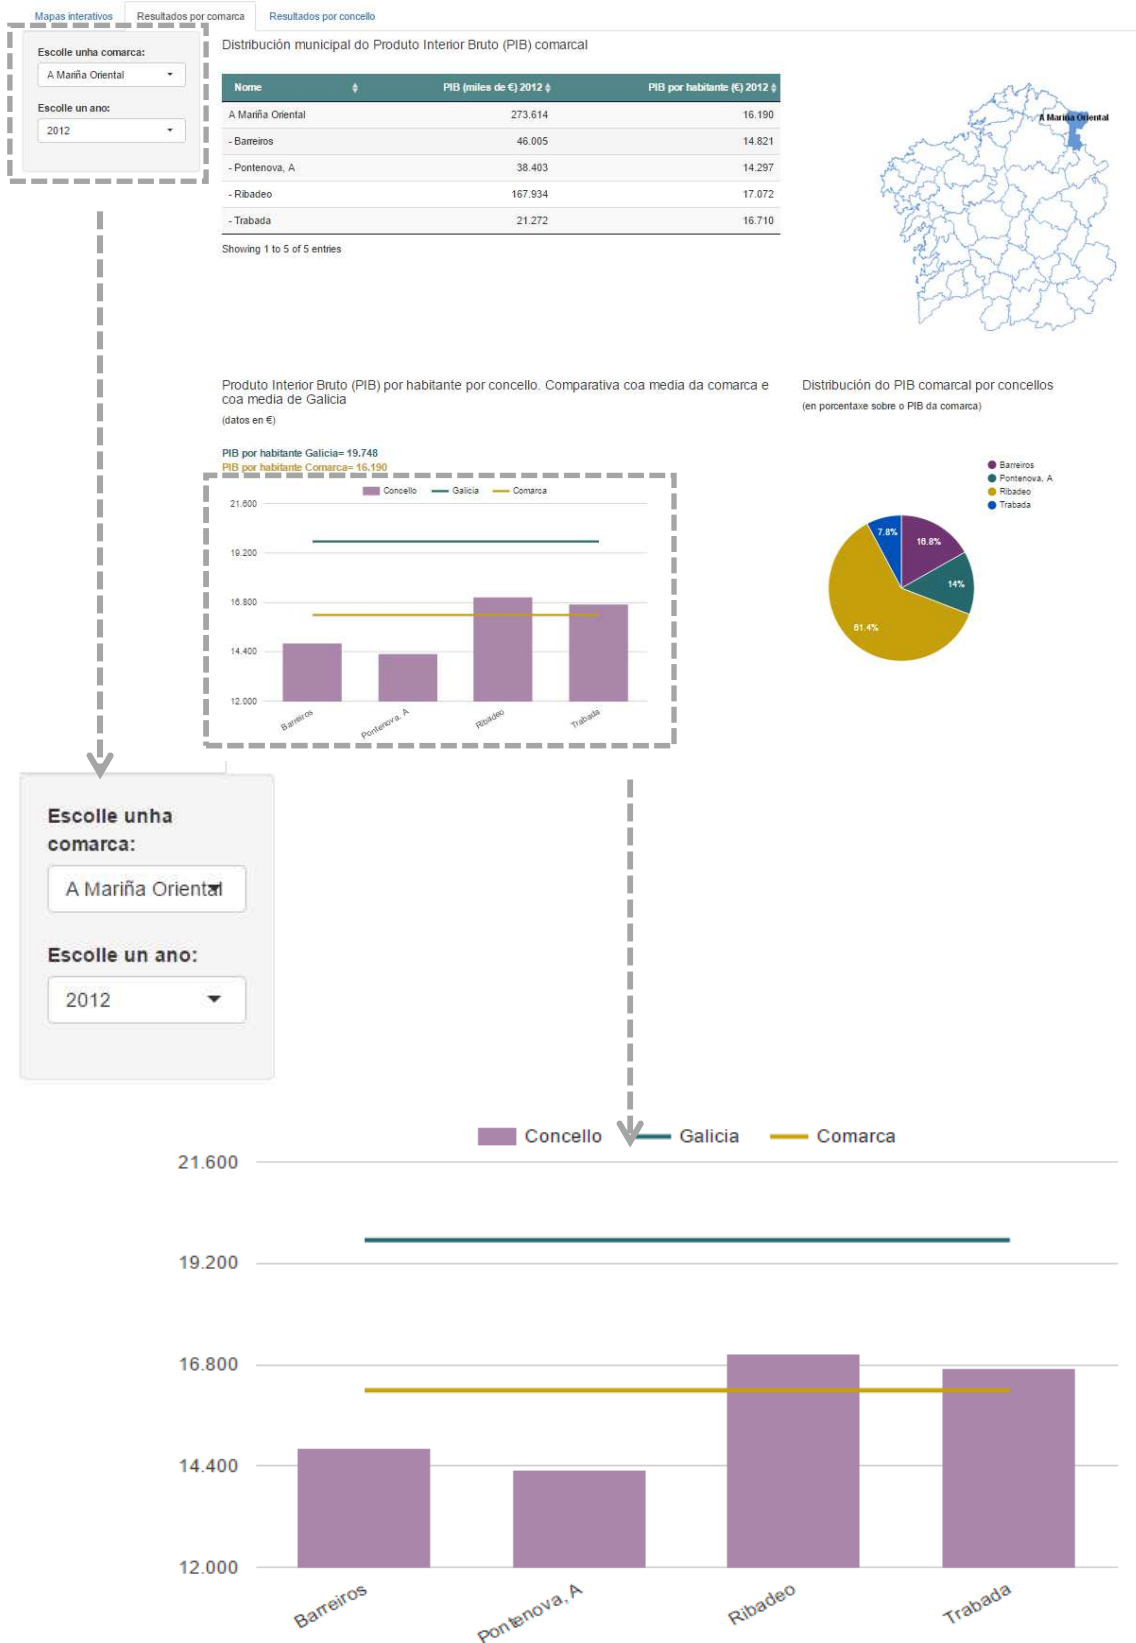 Mapas interativos
Resultados por comarca
Resultados por concello
Escolle unha comarca:
A Mariña Oriental
Escolle un ano:
2012
Distribución municipal do Produto Interior Bruto (PIB) comarcal
Nome PIB (miles de €) 2012 PIB por habitante (€) 2012
A Mariña Oriental 273.614 16.190
- Barreiros 46.005 14.821
- Pontenova, A 38.403 14.297
- Ribadeo 167.934 17.072
- Trabada 21.272 16.710
Showing 1 to 5 of 5 entries
A Mariña Oriental
Produto Interior Bruto (PIB) por habitante por concello. Comparativa coa media da comarca e
coa media de Galicia
(datos en €)
PIB por habitante Galicia= 19.748
PIB por habitante Comarca= 16.190
Concello Galicia Comarca
21.600
19.200
16.800
14.400
12.000
Barreiros
Pontenova, A
Ribadeo
Trabada
Distribución do PIB comarcal por concellos
(en porcentaxe sobre o PIB da comarca)
Barreiros
Pontenova, A
Ribadeo
Trabada
7.8%
16.8%
14%
61.4%
Escolle unha
comarca:
A Mariña Oriental
Escolle un ano:
2012
Concello Galicia Comarca
21.600
19.200
16.800
14.400
12.000
Barreiros
Pontenova, A
Ribadeo
Trabada